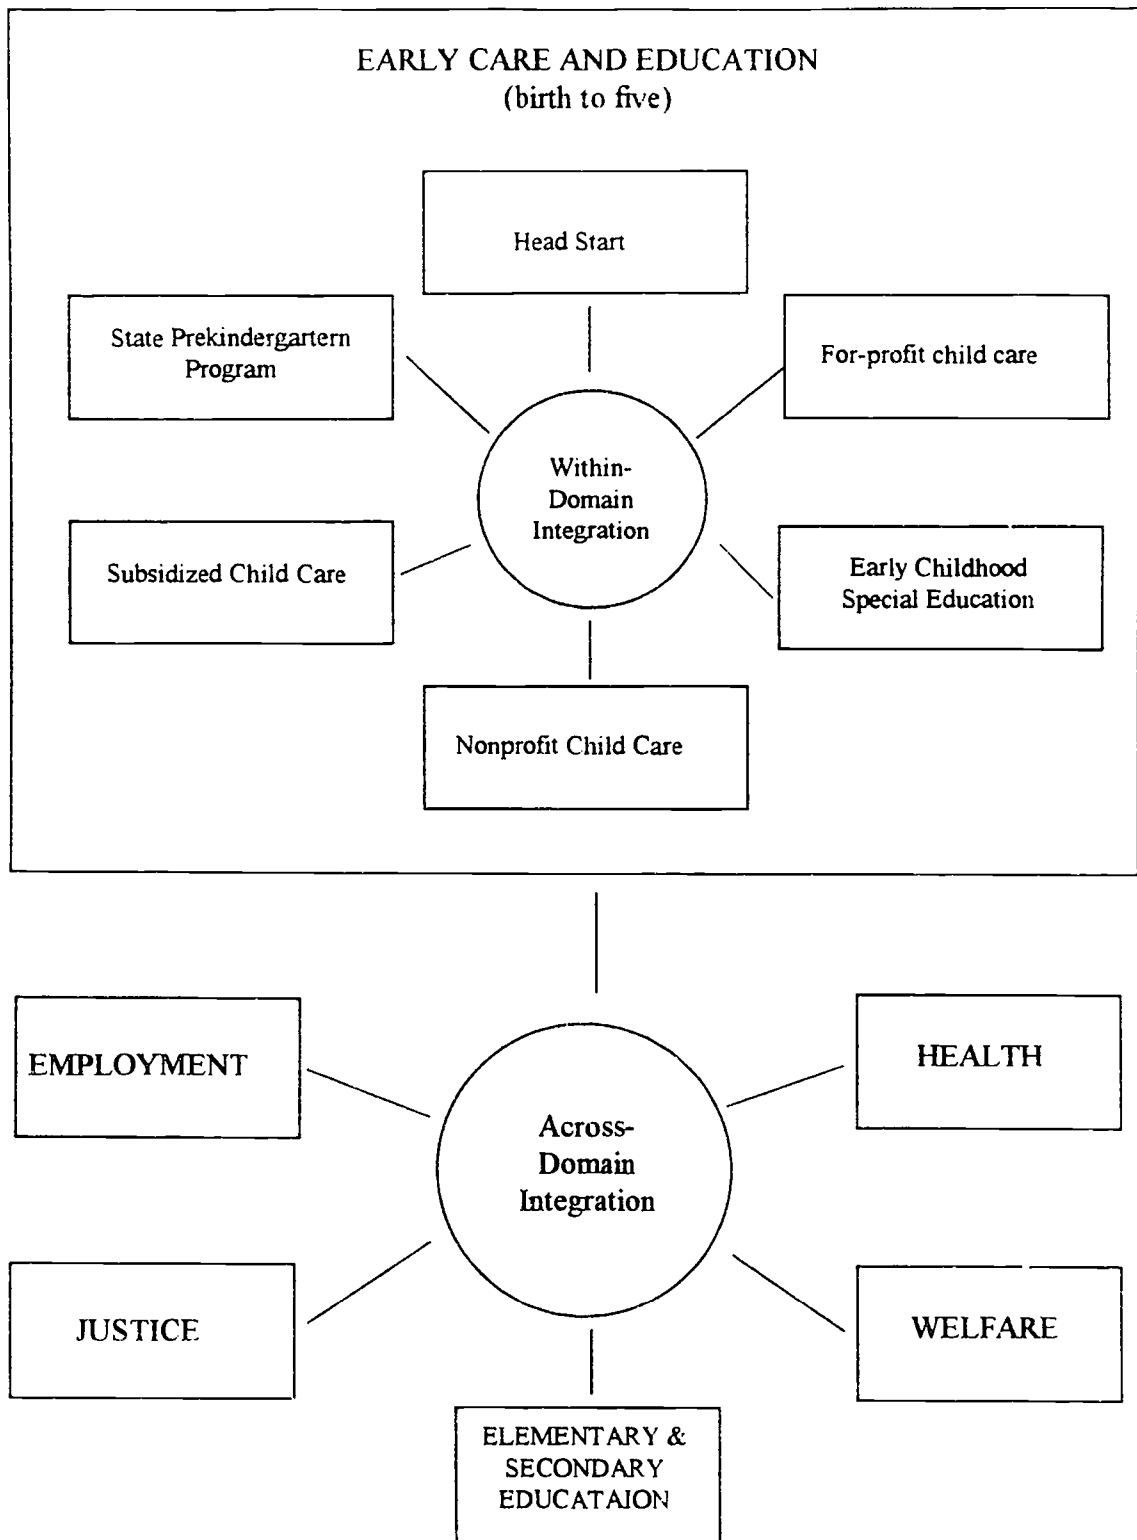 EARLY CARE AND EDUCATION
(birth to five)
Head Start
State Prekindergartern
Program
For-profit child care
Within-
Domain
Integration
Subsidized Child Care
Early Childhood
Special Education
Nonprofit Child Care
EMPLOYMENT
HEALTH
Across-
Domain
Integration
JUSTICE
WELFARE
ELEMENTARY &
SECONDARY
EDUCATAION